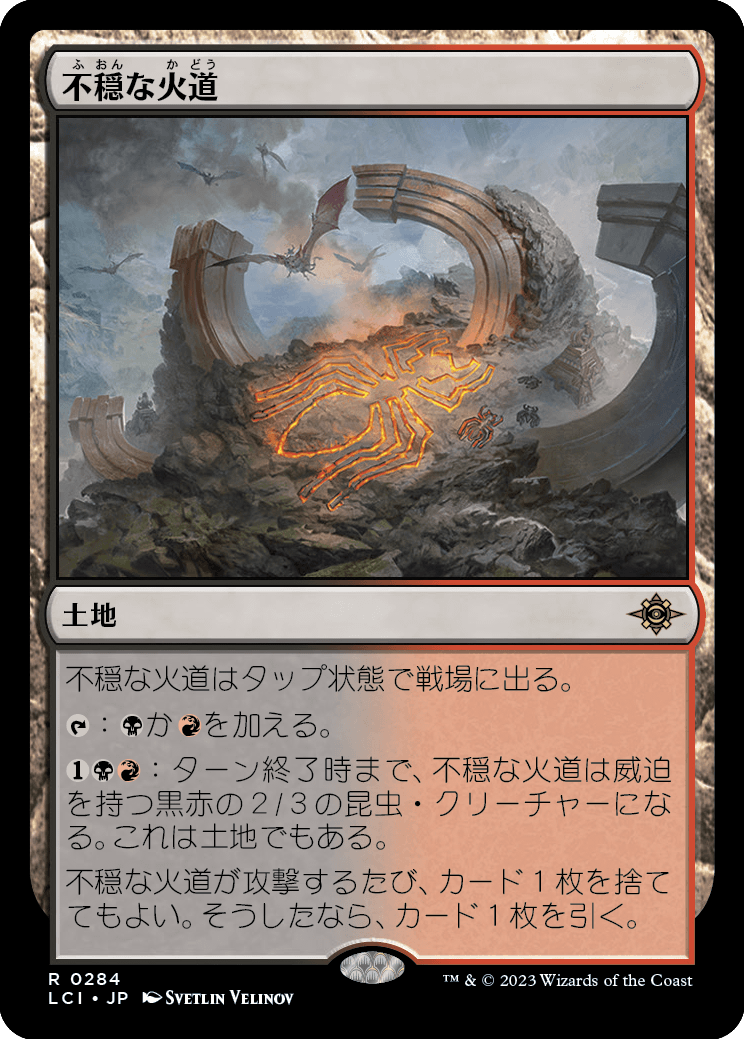 ふおん かどう
不穏な火道
土地
不穏な火道はタップ状態で戦場に出る。
：か を加える。
1 ：ターン終了時まで、不穏な火道は威迫
を持つ黒赤の2/3の昆虫・クリーチャーにな
る。これは土地でもある。
不穏な火道が攻撃するたび、カード1枚を捨て
てもよい。そうしたなら、カード1枚を引く。
R 0284
LCI • JP Svetlin Velinov
™ & © 2023 Wizards of the Coast